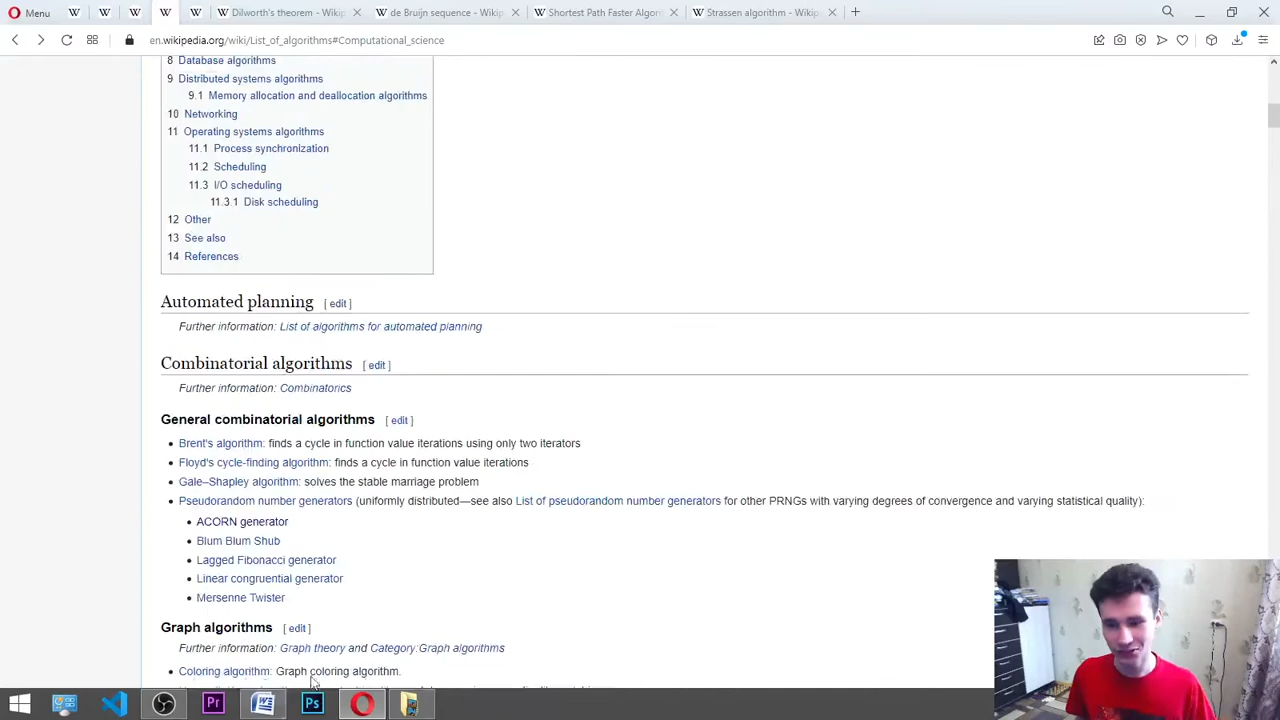 Menu
Dilworth's theorem - Wikip
de Bruijn sequence - Wikip
Shortest Path Faster Algori
Strassen algorithm - Wikipe
en.wikipedia.org/wiki/List_of_algorithms#Computational_science
8 Database algorithms
9 Distributed systems algorithms
9.1 Memory allocation and deallocation algorithms
10 Networking
11 Operating systems algorithms
11.1 Process synchronization
11.2 Scheduling
11.3 I/O scheduling
11.3.1 Disk scheduling
12 Other
13 See also
14 References
Automated planning [ edit ]
Further information: List of algorithms for automated planning
Combinatorial algorithms [ edit ]
Further information: Combinatorics
General combinatorial algorithms [ edit ]
Brent's algorithm: finds a cycle in function value iterations using only two iterators
Floyd's cycle-finding algorithm: finds a cycle in function value iterations
Gale–Shapley algorithm: solves the stable marriage problem
Pseudorandom number generators (uniformly distributed—see also List of pseudorandom number generators for other PRNGs with varying degrees of convergence and varying statistical quality):
ACORN generator
Blum Blum Shub
Lagged Fibonacci generator
Linear congruential generator
Mersenne Twister
Graph algorithms [ edit ]
Further information: Graph theory and Category:Graph algorithms
Coloring algorithm: Graph coloring algorithm.
Pr
Ps